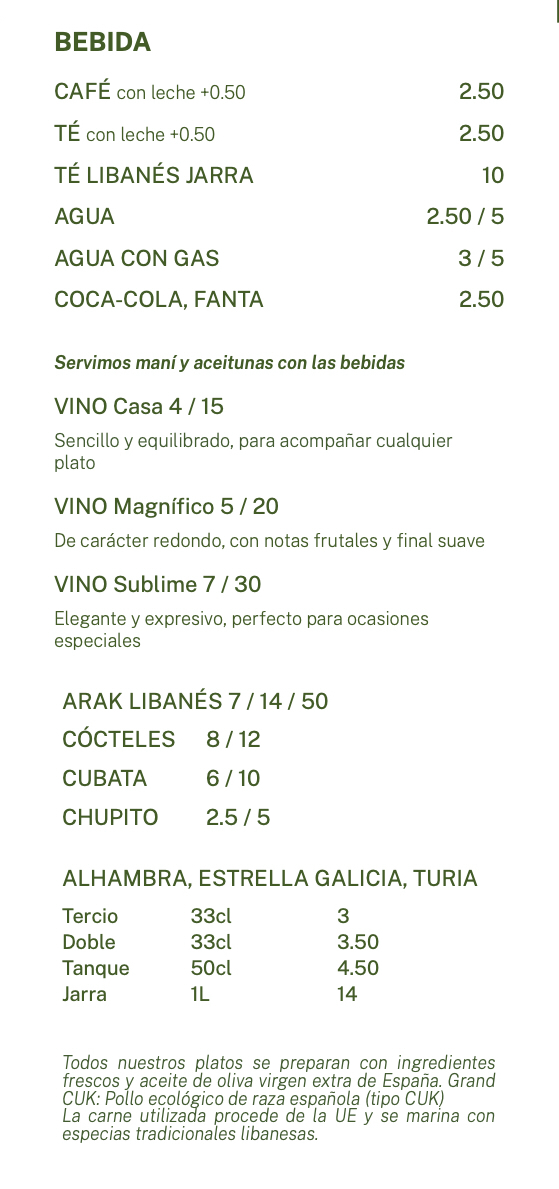 BEBIDA
CAFÉ con leche +0.50 2.50
TÉ con leche +0.50 2.50
TÉ LIBANÉS JARRA 10
AGUA 2.50 / 5
AGUA CON GAS 3 / 5
COCA-COLA, FANTA 2.50
Servimos maní y aceitunas con las bebidas
VINO Casa 4 / 15
Sencillo y equilibrado, para acompañar cualquier
plato
VINO Magnífico 5 / 20
De carácter redondo, con notas frutales y final suave
VINO Sublime 7 / 30
Elegante y expresivo, perfecto para ocasiones
especiales
ARAK LIBANÉS 7 / 14 / 50
CÓCTELES 8 / 12
CUBATA 6 / 10
CHUPITO 2.5 / 5
ALHAMBRA, ESTRELLA GALICIA, TURIA
Tercio 33cl 3
Doble 33cl 3.50
Tanque 50cl 4.50
Jarra 1L 14
Todos nuestros platos se preparan con ingredientes
frescos y aceite de oliva virgen extra de España. Grand
CUK: Pollo ecológico de raza española (tipo CUK)
La carne utilizada procede de la UE y se marina con
especias tradicionales libanesas.